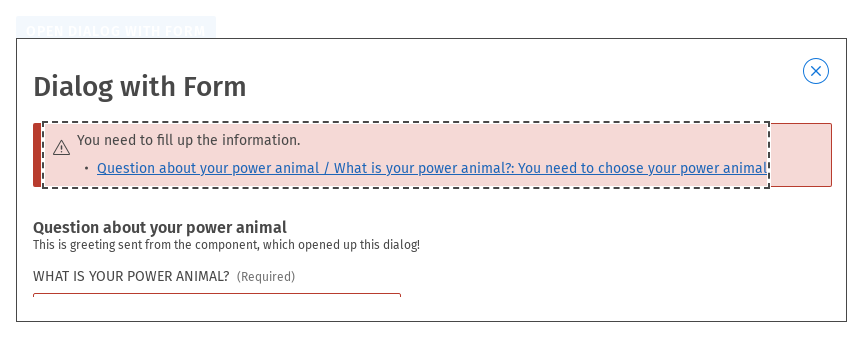 OPEN DIALOG WITH FORM
Dialog with Form
You need to fill up the information.
• Question about your power animal / What is your power animal?: You need to choose your power animal
Question about your power animal
This is greeting sent from the component, which opened up this dialog!
WHAT IS YOUR POWER ANIMAL? (Required)